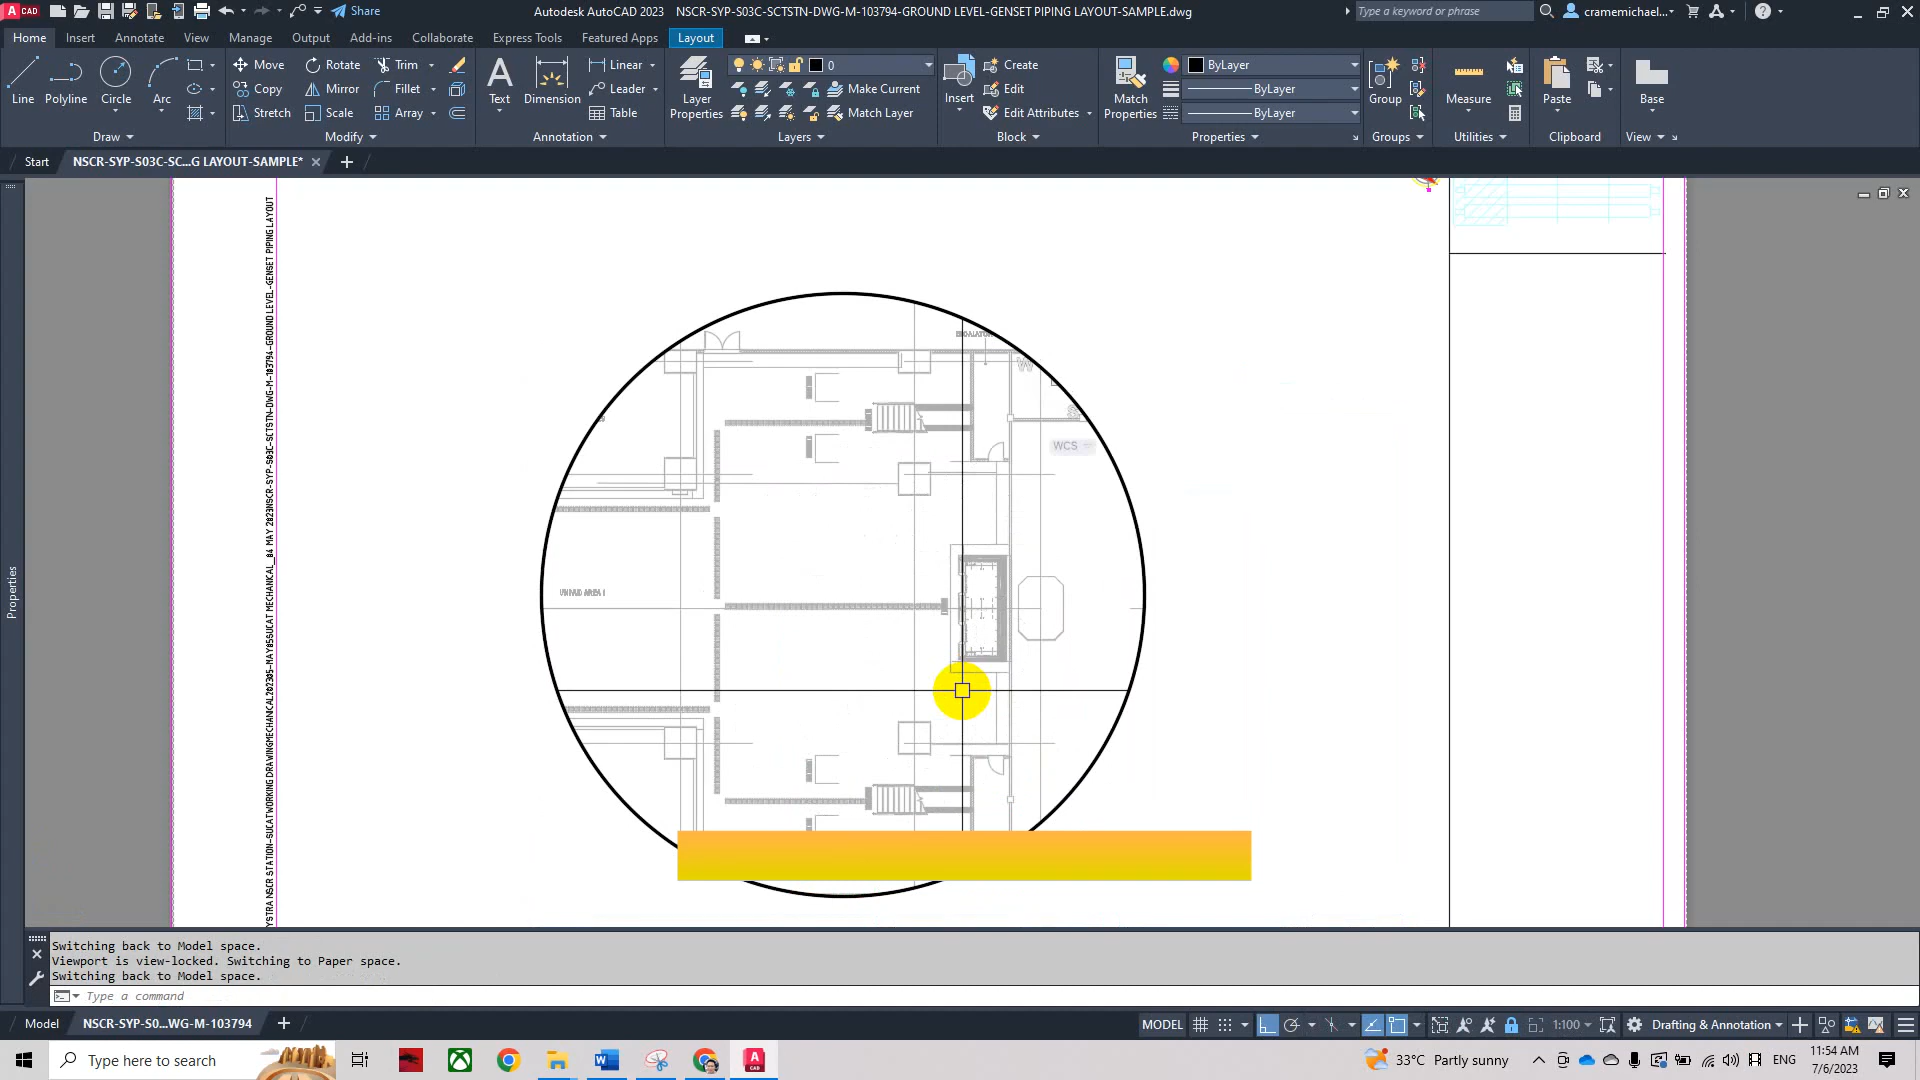 A CAD
Share
Autodesk AutoCAD 2023 NSCR-SYP-S03C-SCTSTN-DWG-M-103794-GROUND LEVEL-GENSET PIPING LAYOUT-SAMPLE.dwg
Type a keyword or phrase
cramemichael...
Home Insert Annotate View Manage Output Add-ins Collaborate Express Tools Featured Apps Layout
Line Polyline Circle Arc
Move Rotate Trim
Copy Mirror Fillet
Stretch Scale Array
Text Dimension
Linear
Leader
Table
Layer Properties
0
Make Current
Match Layer
Insert
Create
Edit
Edit Attributes
Match Properties
ByLayer
ByLayer
ByLayer
Group
Measure
Paste
Base
Draw Modify Annotation Layers Block Properties Groups Utilities Clipboard View
Start NSCR-SYP-S03C-SC...G LAYOUT-SAMPLE*
Properties
WCS
Switching back to Model space.
Viewport is view-locked. Switching to Paper space.
Switching back to Model space.
Type a command
Model NSCR-SYP-S0...WG-M-103794
MODEL 1:100 Drafting & Annotation
Type here to search
33°C Partly sunny
ENG
11:54 AM
7/6/2023